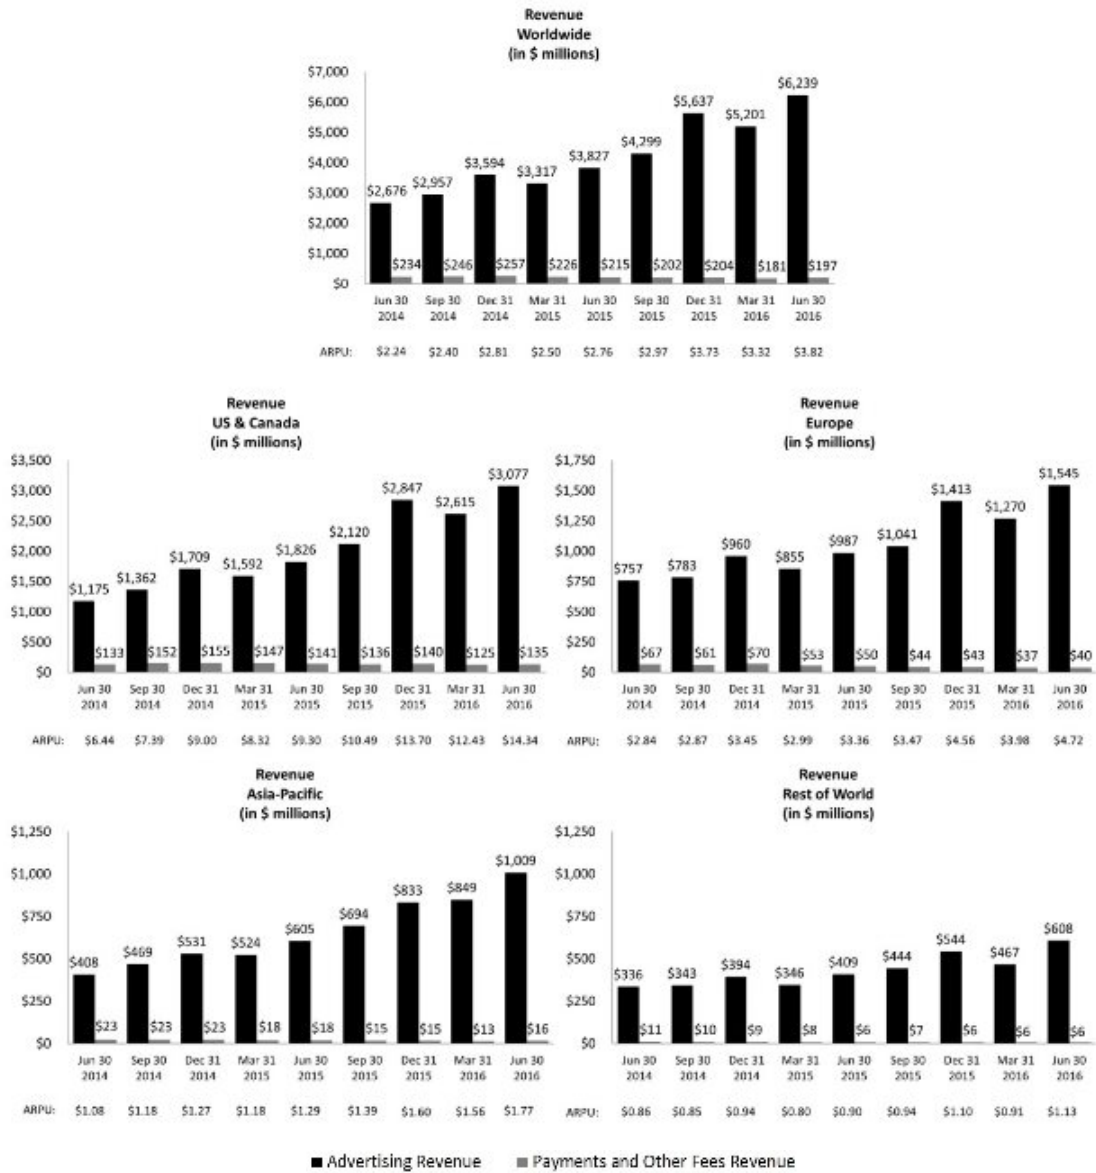 Revenue
Worldwide
(in $ millions)
$7,000
$6,000
$5,000
$4,000
$3,000
$2,000
$1,000
$0
$2,676 $2,957 $3,594 $3,317 $3,827 $4,299 $5,637 $5,201 $6,239
$234 $246 $257 $226 $215 $202 $204 $181 $197
Jun 30 Sep 30 Dec 31 Mar 31 Jun 30 Sep 30 Dec 31 Mar 31 Jun 30
2014 2014 2014 2015 2015 2015 2015 2016 2016
ARPU: $2.24 $2.40 $2.81 $2.50 $2.76 $2.97 $3.73 $3.32 $3.82
Revenue
US & Canada
(in $ millions)
$3,500
$3,000
$2,500
$2,000
$1,500
$1,000
$500
$0
$1,175 $1,362 $1,709 $1,592 $1,826 $2,120 $2,847 $2,615 $3,077
$133 $152 $155 $147 $141 $136 $140 $125 $135
Jun 30 Sep 30 Dec 31 Mar 31 Jun 30 Sep 30 Dec 31 Mar 31 Jun 30
2014 2014 2014 2015 2015 2015 2015 2016 2016
ARPU: $6.44 $7.39 $9.00 $8.32 $9.30 $10.49 $13.70 $12.43 $14.34
Revenue
Europe
(in $ millions)
$1,750
$1,500
$1,250
$1,000
$750
$500
$250
$0
$757 $783 $960 $855 $987 $1,041 $1,413 $1,270 $1,545
$67 $61 $70 $53 $50 $44 $43 $37 $40
Jun 30 Sep 30 Dec 31 Mar 31 Jun 30 Sep 30 Dec 31 Mar 31 Jun 30
2014 2014 2014 2015 2015 2015 2015 2016 2016
ARPU: $2.84 $2.87 $3.45 $2.99 $3.36 $3.47 $4.56 $3.98 $4.72
Revenue
Asia-Pacific
(in $ millions)
$1,250
$1,000
$750
$500
$250
$0
$408 $469 $531 $524 $605 $694 $833 $849 $1,009
$23 $23 $23 $18 $18 $15 $15 $13 $16
Jun 30 Sep 30 Dec 31 Mar 31 Jun 30 Sep 30 Dec 31 Mar 31 Jun 30
2014 2014 2014 2015 2015 2015 2015 2016 2016
ARPU: $1.08 $1.18 $1.27 $1.18 $1.29 $1.39 $1.60 $1.56 $1.77
Revenue
Rest of World
(in $ millions)
$1,250
$1,000
$750
$500
$250
$0
$336 $343 $394 $346 $409 $444 $544 $467 $608
$11 $10 $9 $8 $6 $7 $6 $6 $6
Jun 30 Sep 30 Dec 31 Mar 31 Jun 30 Sep 30 Dec 31 Mar 31 Jun 30
2014 2014 2014 2015 2015 2015 2015 2016 2016
ARPU: $0.86 $0.85 $0.94 $0.80 $0.90 $0.94 $1.10 $0.91 $1.13
Advertising Revenue Payments and Other Fees Revenue